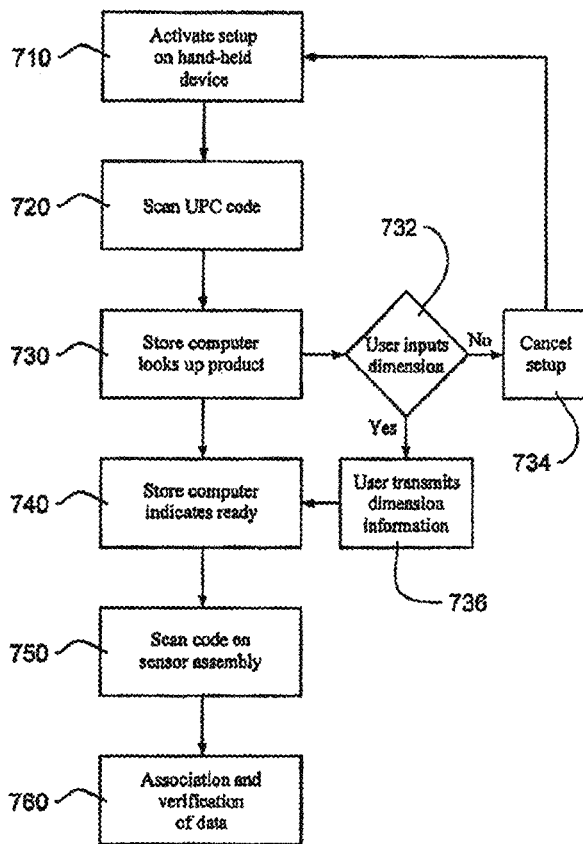 710
Activate setup
on hand-held
device
720
Scan UPC code
732
730
Store computer
looks up product
User inputs
dimension
No
Cancel
setup
734
Yes
740
Store computer
indicates ready
User transmits
dimension
information
736
750
Scan code on
sensor assembly
760
Association and
verification
of data